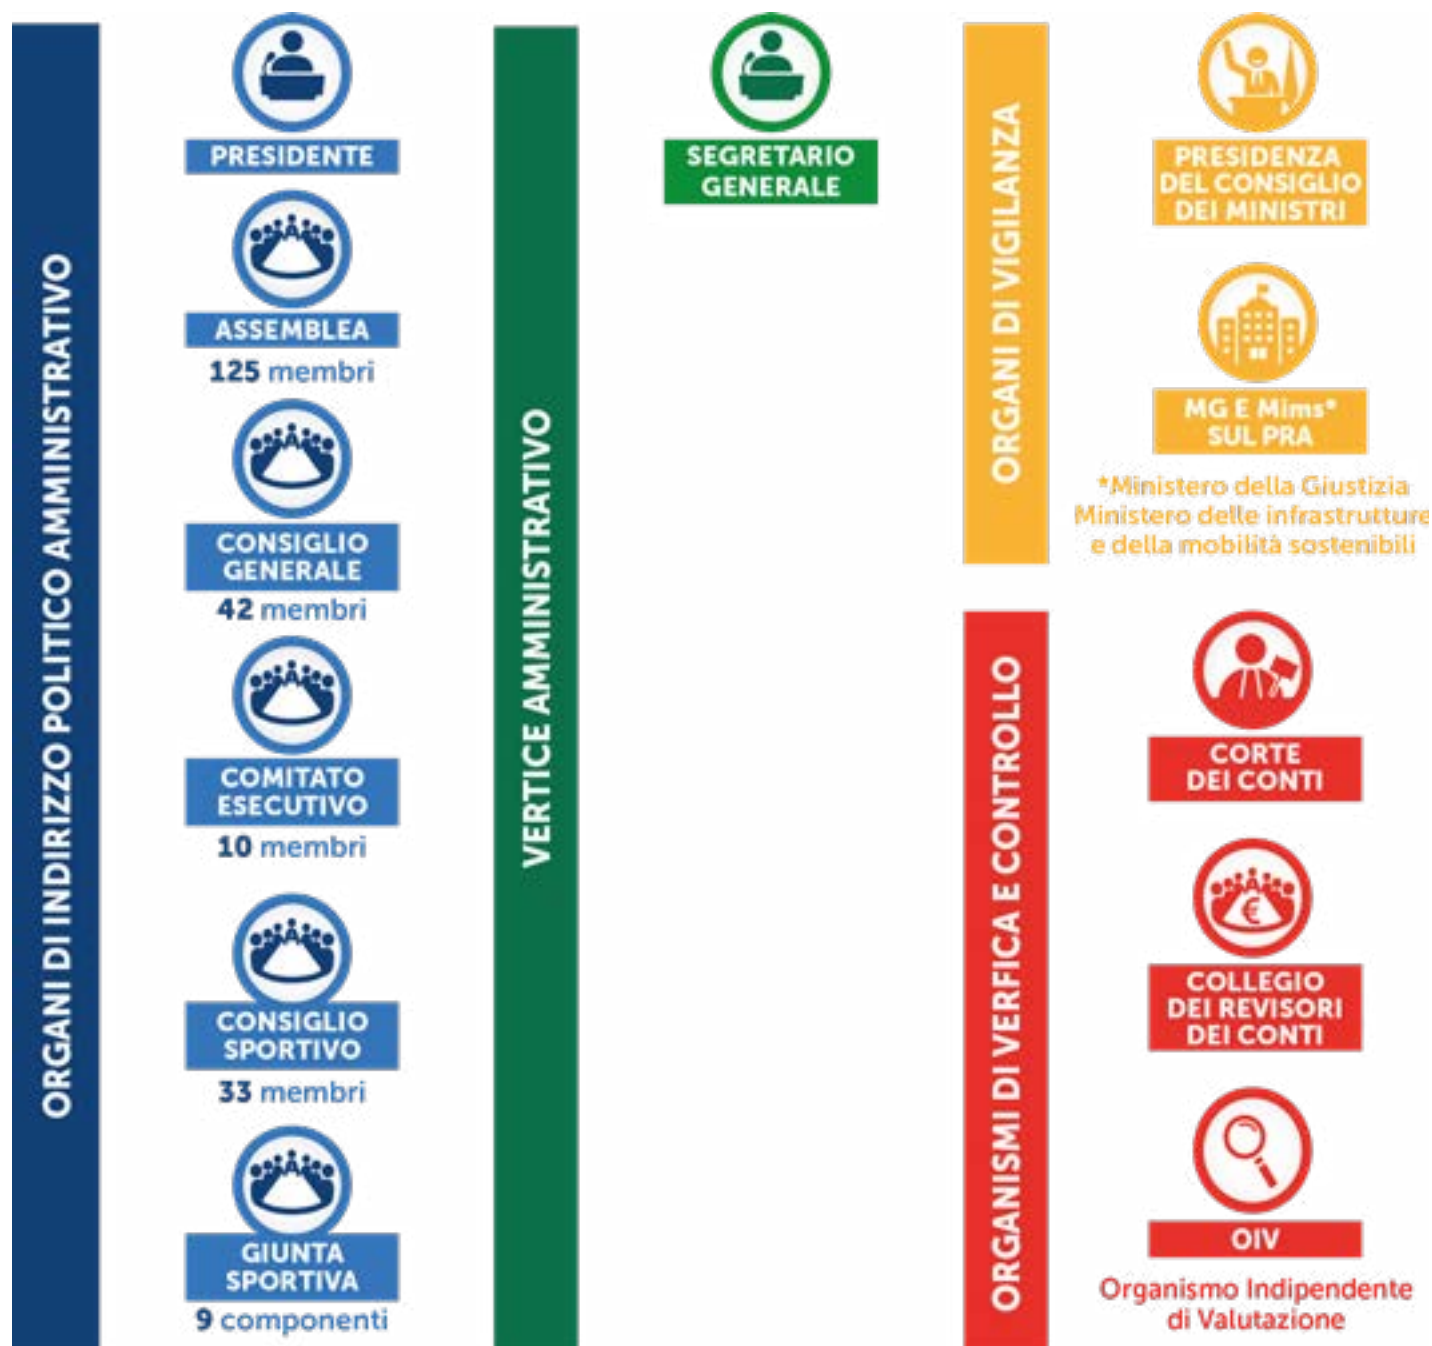 ORGANI DI INDIRIZZO POLITICO AMMINISTRATIVO
PRESIDENTE
ASSEMBLEA
125 membri
CONSIGLIO
GENERALE
42 membri
COMITATO
ESECUTIVO
10 membri
CONSIGLIO
SPORTIVO
33 membri
GIUNTA
SPORTIVA
9 componenti
VERTICE AMMINISTRATIVO
SEGRETARIO
GENERALE
ORGANI DI VIGILANZA
PRESIDENZA
DEL CONSIGLIO
DEI MINISTRI
MG E Mims*
SUL PRA
*Ministero della Giustizia
Ministero delle infrastrutture
e della mobilità sostenibili
ORGANISMI DI VERFICA E CONTROLLO
CORTE
DEI CONTI
€
COLLEGIO
DEI REVISORI
DEI CONTI
OIV
Organismo Indipendente
di Valutazione